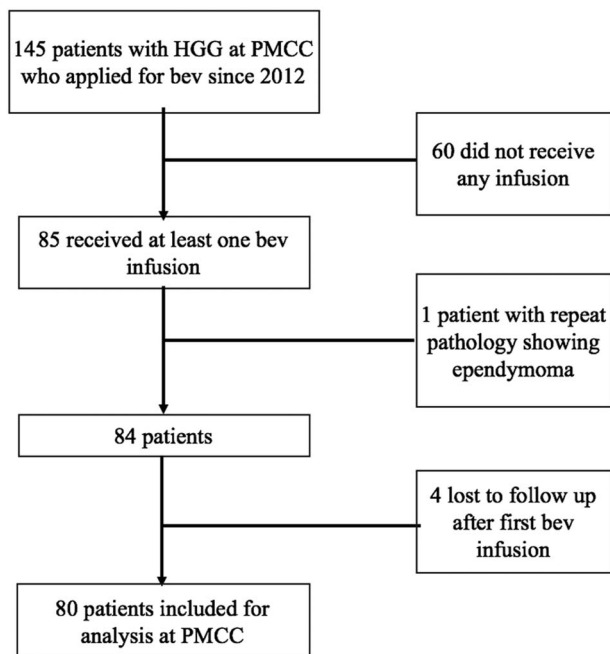 145 patients with HGG at PMCC
who applied for bev since 2012
60 did not receive
any infusion
85 received at least one bev
infusion
1 patient with repeat
pathology showing
ependymoma
84 patients
4 lost to follow up
after first bev
infusion
80 patients included for
analysis at PMCC